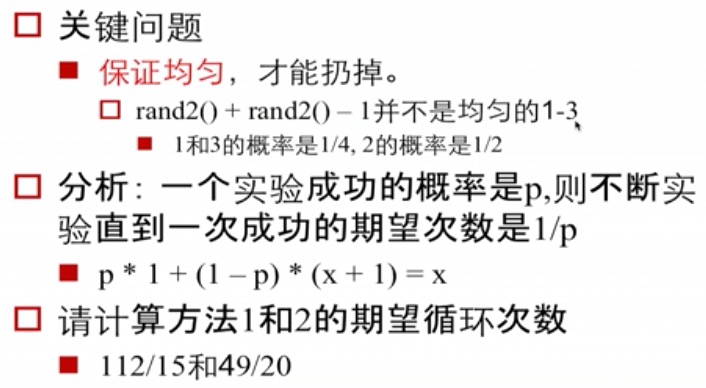 关键问题
保证均匀，才能扔掉。
rand2() + rand2() – 1并不是均匀的1-3
1和3的概率是1/4, 2的概率是1/2
分析：一个实验成功的概率是p,则不断实
验直到一次成功的期望次数是1/p
p * 1 + (1 – p) * (x + 1) = x
请计算方法1和2的期望循环次数
112/15和49/20